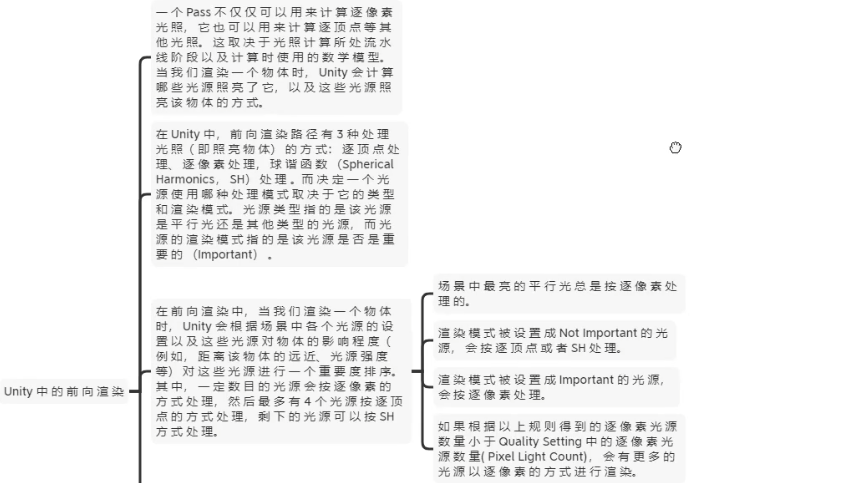 一个 Pass 不仅仅可以用来计算逐像素
光照，它也可以用来计算逐顶点等其
他光照。这取决于光照计算所处流水
线阶段以及计算时使用的数学模型。
当我们渲染一个物体时，Unity 会计算
哪些光源照亮了它，以及这些光源照
亮该物体的方式。
在 Unity 中，前向渲染路径有 3 种处理
光照（即照亮物体）的方式：逐顶点处
理、逐像素处理，球谐函数（Spherical
Harmonics，SH）处理。而决定一个光
源使用哪种处理模式取决于它的类型
和渲染模式。光源类型指的是该光源
是平行光还是其他类型的光源，而光
源的渲染模式指的是该光源是否是重
要的（Important）。
在前向渲染中，当我们渲染一个物体
时，Unity 会根据场景中各个光源的设
置以及这些光源对物体的影响程度（
例如，距离该物体的远近、光源强度
等）对这些光源进行一个重要度排序。
其中，一定数目的光源会按逐像素的
方式处理，然后最多有 4 个光源按逐顶
点的方式处理，剩下的光源可以按 SH
方式处理。
Unity 中的前向渲染
场景中最亮的平行光总是按逐像素处
理的。
渲染模式被设置成 Not Important 的光
源，会按逐顶点或者 SH 处理。
渲染模式被设置成 Important 的光源，
会按逐像素处理。
如果根据以上规则得到的逐像素光源
数量小于 Quality Setting 中的逐像素光
源数量( Pixel Light Count)，会有更多的
光源以逐像素的方式进行渲染。